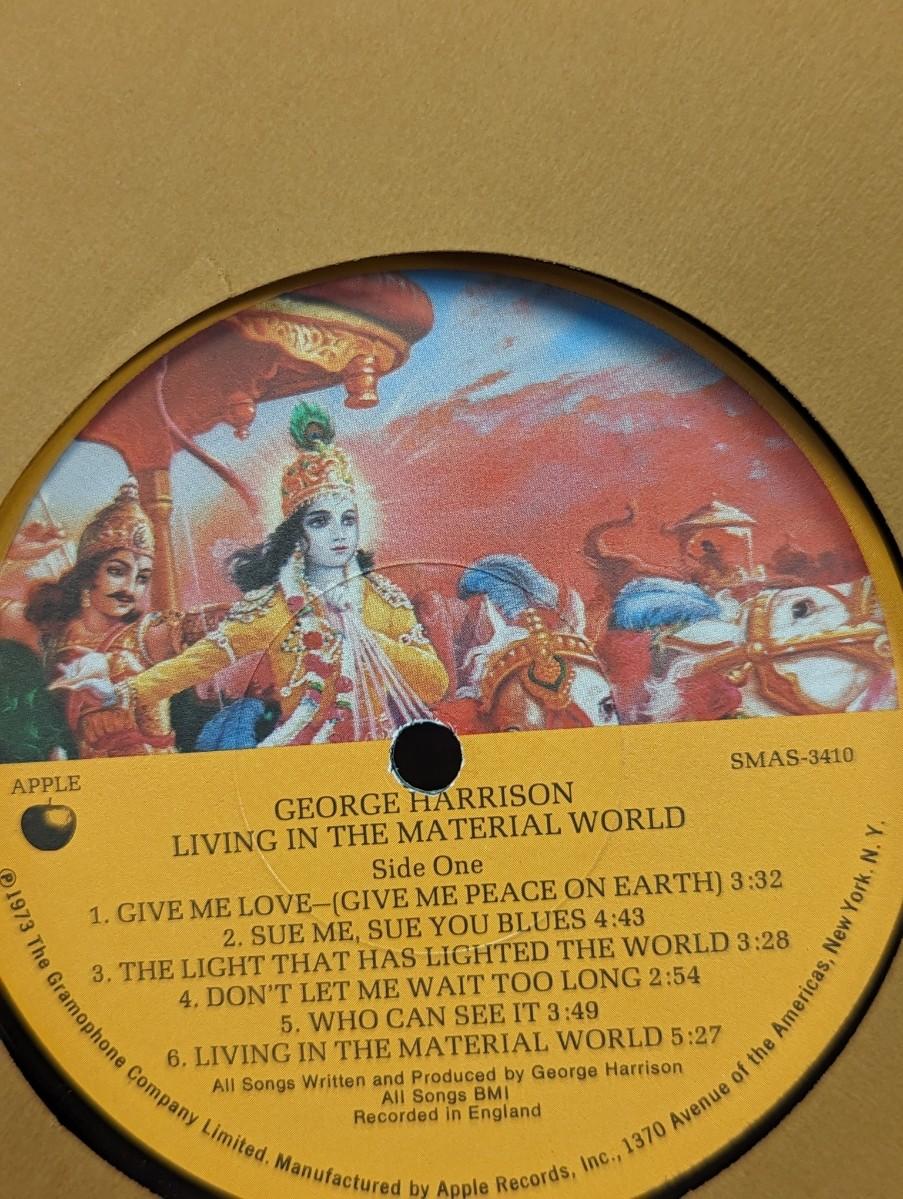 APPLE
SMAS-3410
GEORGE HARRISON
LIVING IN THE MATERIAL WORLD
Side One
1. GIVE ME LOVE—(GIVE ME PEACE ON EARTH) 3:32
2. SUE ME, SUE YOU BLUES 4:43
3. THE LIGHT THAT HAS LIGHTED THE WORLD 3:28
4. DON'T LET ME WAIT TOO LONG 2:54
5. WHO CAN SEE IT 3:49
6. LIVING IN THE MATERIAL WORLD 5:27
All Songs Written and Produced by George Harrison
All Songs BMI
Recorded in England
℗ 1973 The Gramophone Company Limited. Manufactured by Apple Records, Inc., 1370 Avenue of the Americas, New York. N. Y.